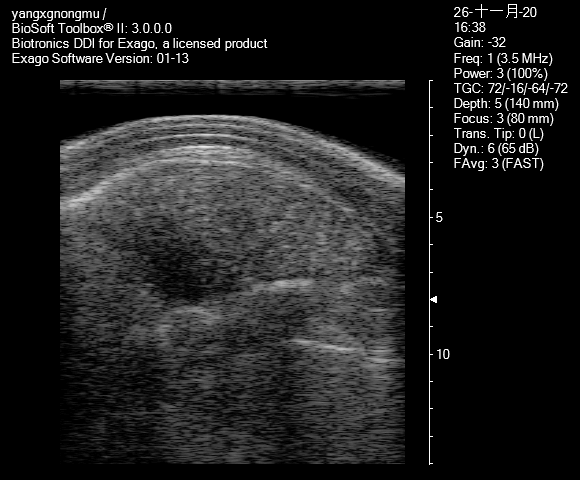 yangxgnongmu /
BioSoft Toolbox® II: 3.0.0.0
Biotronics DDI for Exago, a licensed product
Exago Software Version: 01-13
26-十一月-20
16:38
Gain: -32
Freq: 1 (3.5 MHz)
Power: 3 (100%)
TGC: 72/-16/-64/-72
Depth: 5 (140 mm)
Focus: 3 (80 mm)
Trans. Tip: 0 (L)
Dyn.: 6 (65 dB)
FAvg: 3 (FAST)
5
10